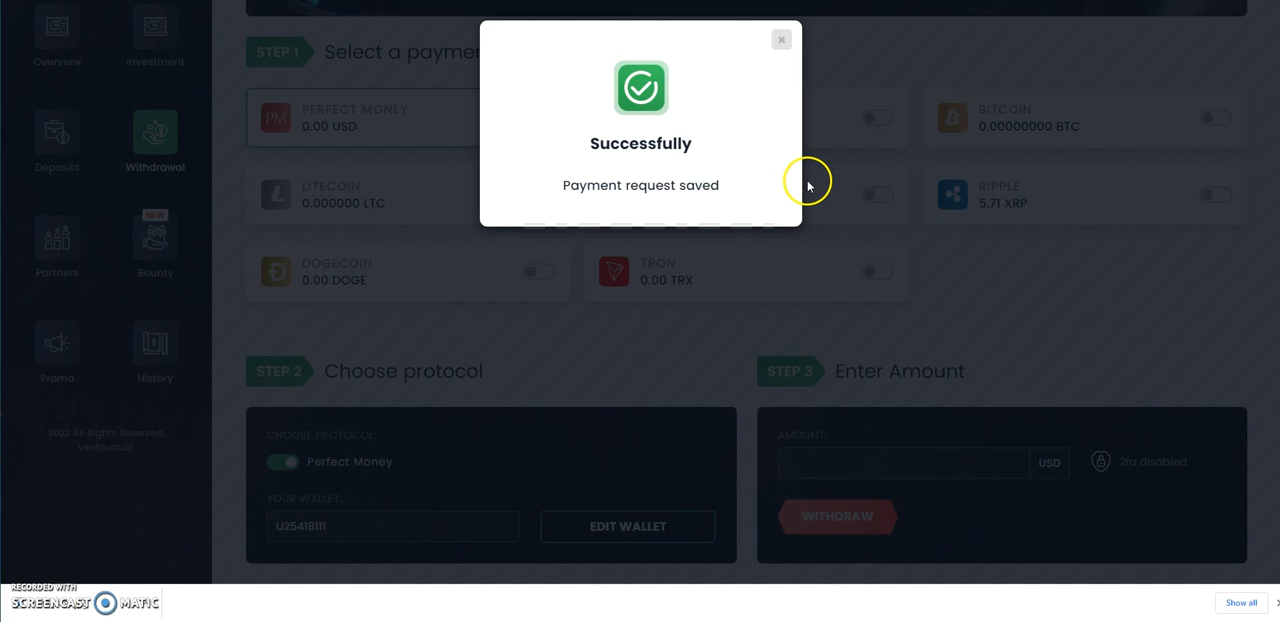 Overview
Investment
Deposits
Withdrawal
NEW
Partners
Bounty
Promo
History
2022 All Rights Reserved,
ventoura.cc
STEP 1 Select a paymen
PM PERFECT MONEY
0.00 USD
BITCOIN
0.00000000 BTC
LITECOIN
0.000000 LTC
RIPPLE
5.71 XRP
DOGECOIN
0.00 DOGE
TRON
0.00 TRX
×
Successfully
Payment request saved
STEP 2 Choose protocol
CHOOSE PROTOCOL:
Perfect Money
YOUR WALLET:
U25418111
EDIT WALLET
STEP 3 Enter Amount
AMOUNT:
USD
2fa disabled
WITHDRAW
RECORDED WITH
SCREENCAST MATIC
Show all